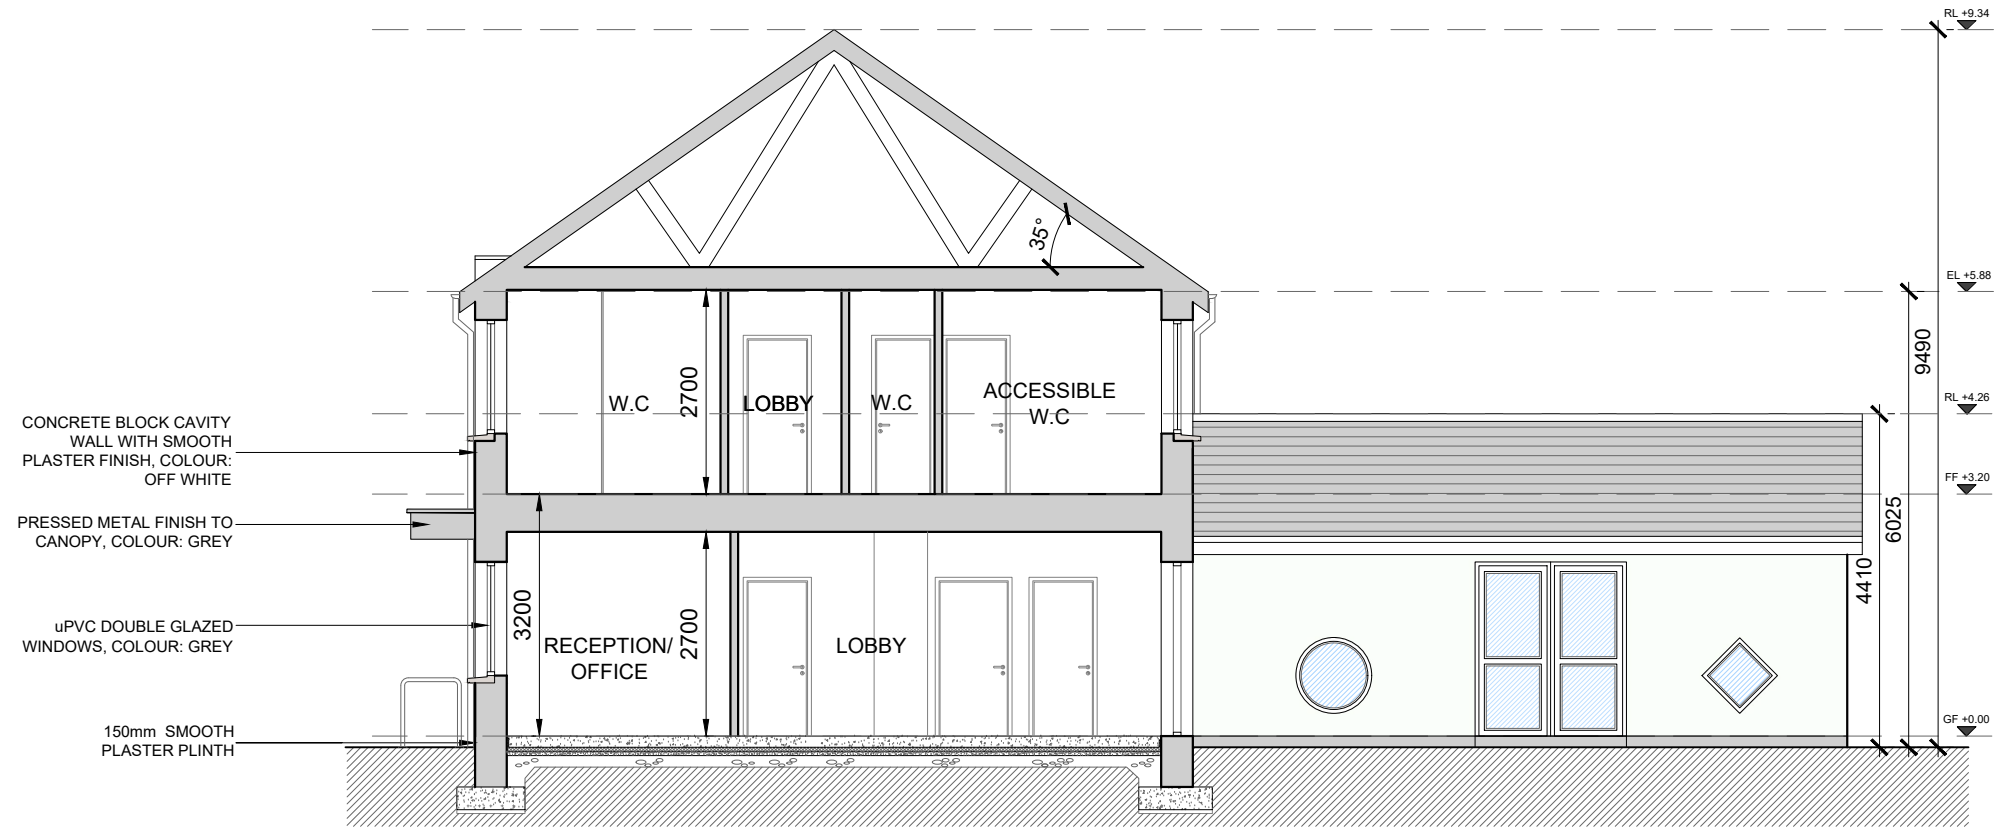 RL +9.34
35°
EL +5.88
9490
W.C
2700
LOBBY
W.C
ACCESSIBLE
W.C
RL +4.26
CONCRETE BLOCK CAVITY
WALL WITH SMOOTH
PLASTER FINISH, COLOUR:
OFF WHITE
FF +3.20
6025
PRESSED METAL FINISH TO
CANOPY, COLOUR: GREY
4410
3200
uPVC DOUBLE GLAZED
WINDOWS, COLOUR: GREY
RECEPTION/
OFFICE
2700
LOBBY
GF +0.00
150mm SMOOTH
PLASTER PLINTH